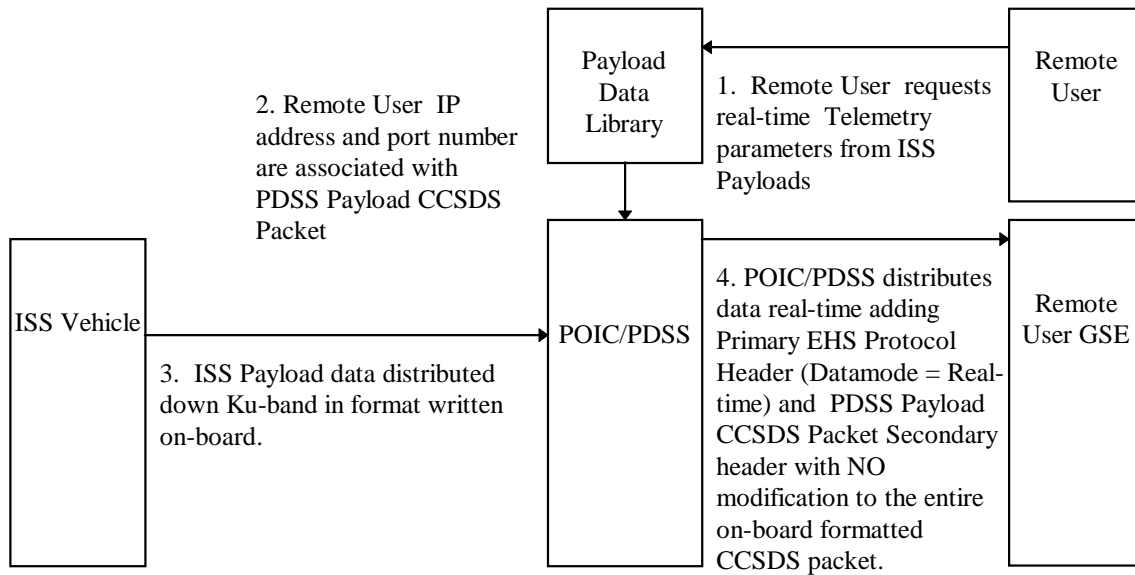 Payload
Data
Library
Remote
User
1.  Remote User  requests
real-time  Telemetry
parameters from ISS
Payloads
2. Remote User  IP
address and port number
are associated with
PDSS Payload CCSDS
Packet
ISS Vehicle
3.  ISS Payload data distributed
down Ku-band in format written
on-board.
POIC/PDSS
4. POIC/PDSS distributes
data real-time adding
Primary EHS Protocol
Header (Datamode = Real-
time) and  PDSS Payload
CCSDS Packet Secondary
header with NO
modification to the entire
on-board formatted
CCSDS packet.
Remote
User GSE